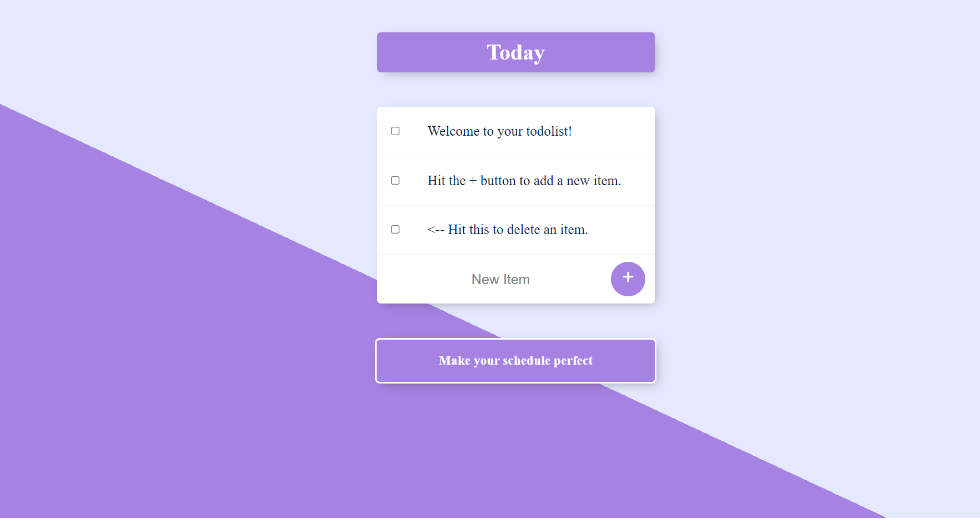 Today
Welcome to your todolist!
Hit the + button to add a new item.
<-- Hit this to delete an item.
New Item +
Make your schedule perfect